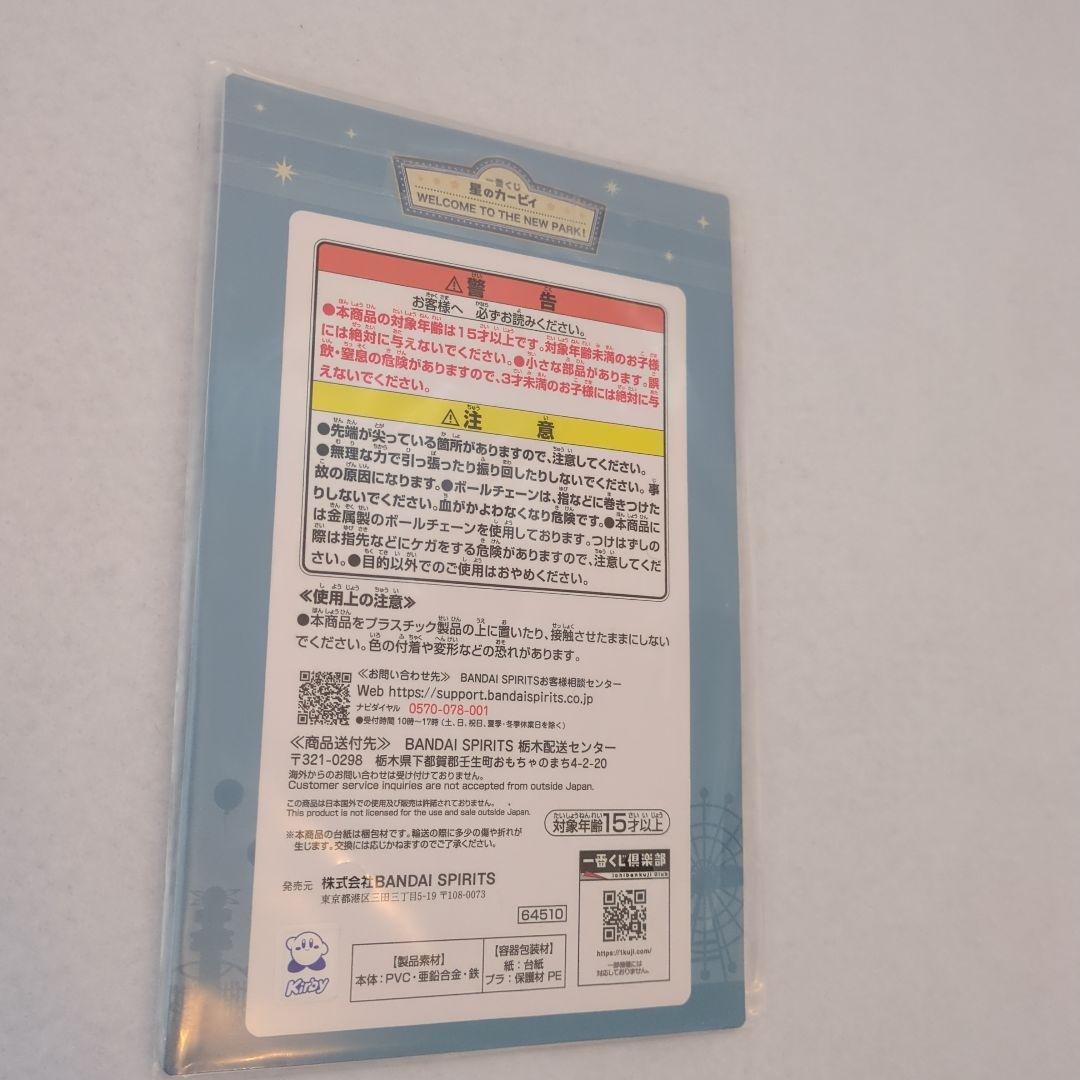 一番くじ
星のカービィ
WELCOME TO THE NEW PARK!
⚠警告
お客様へ 必ずお読みください。
●本商品の対象年齢は15才以上です。対象年齢未満のお子様
には絶対に与えないでください。●小さな部品があります。誤
飲・窒息の危険がありますので、3才未満のお子様には絶対に与
えないでください。
⚠注意
●先端が尖っている箇所がありますので、注意してください。
●無理な力で引っ張ったり振り回したりしないでください。事
故の原因になります。●ボールチェーンは、指などに巻きつけた
りしないでください。血がかよわなくなり危険です。●本商品に
は金属製のボールチェーンを使用しております。つけはずしの
際は指先などにケガをする危険がありますので、注意してくだ
さい。●目的以外でのご使用はおやめください。
≪使用上の注意≫
●本商品をプラスチック製品の上に置いたり、接触させたままにしない
でください。色の付着や変形などの恐れがあります。
≪お問い合わせ先≫ BANDAI SPIRITSお客様相談センター
Web https://support.bandaispirits.co.jp
ナビダイヤル 0570-078-001
●受付時間 10時〜17時(土、日、祝日、夏季・冬季休業日を除く)
≪商品送付先≫ BANDAI SPIRITS 栃木配送センター
〒321-0298 栃木県下都賀郡壬生町おもちゃのまち4-2-20
海外からのお問い合わせは受け付けておりません。
Customer service inquiries are not accepted from outside Japan.
この商品は日本国外での使用及び販売は許諾されておりません。
This product is not licensed for the use and sale outside Japan.
対象年齢15才以上
※本商品の台紙は梱包材です。輸送の際に多少の傷や折れが
生じます。交換には応じかねますのでご了承ください。
発売元 株式会社BANDAI SPIRITS
東京都港区三田三丁目5-19 〒108-0073
64510
一番くじ倶楽部
Ichibankuji Club
https://1kuji.com/
一部機種には
対応しておりません。
Kirby
【製品素材】
本体:PVC・亜鉛合金・鉄
【容器包装材】
紙:台紙
プラ:保護材 PE